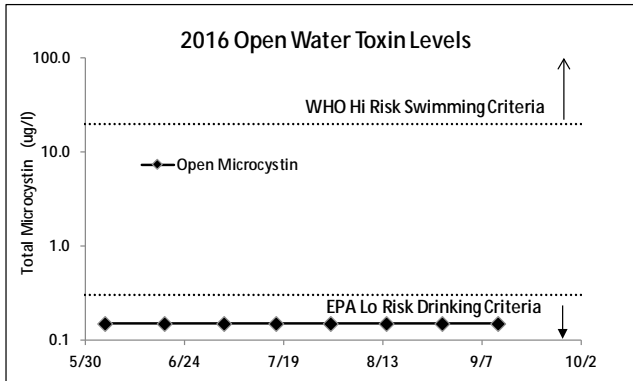 2016 Open Water Toxin Levels
100.0
10.0
1.0
0.1
Total Microcystin (ug/l)
WHO Hi Risk Swimming Criteria
Open Microcystin
EPA Lo Risk Drinking Criteria
5/30 6/24 7/19 8/13 9/7 10/2